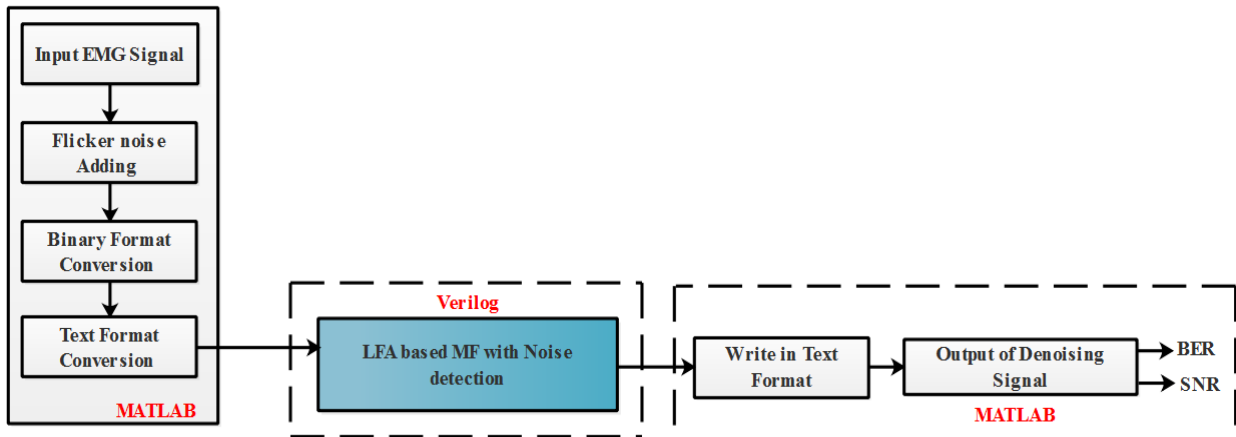 Input EMG Signal
Flicker noise
Adding
Binary Format
Conversion
Text Format
Conversion
MATLAB
Verilog
LFA based MF with Noise
detection
Write in Text
Format
Output of Denoising
Signal
BER
SNR
MATLAB